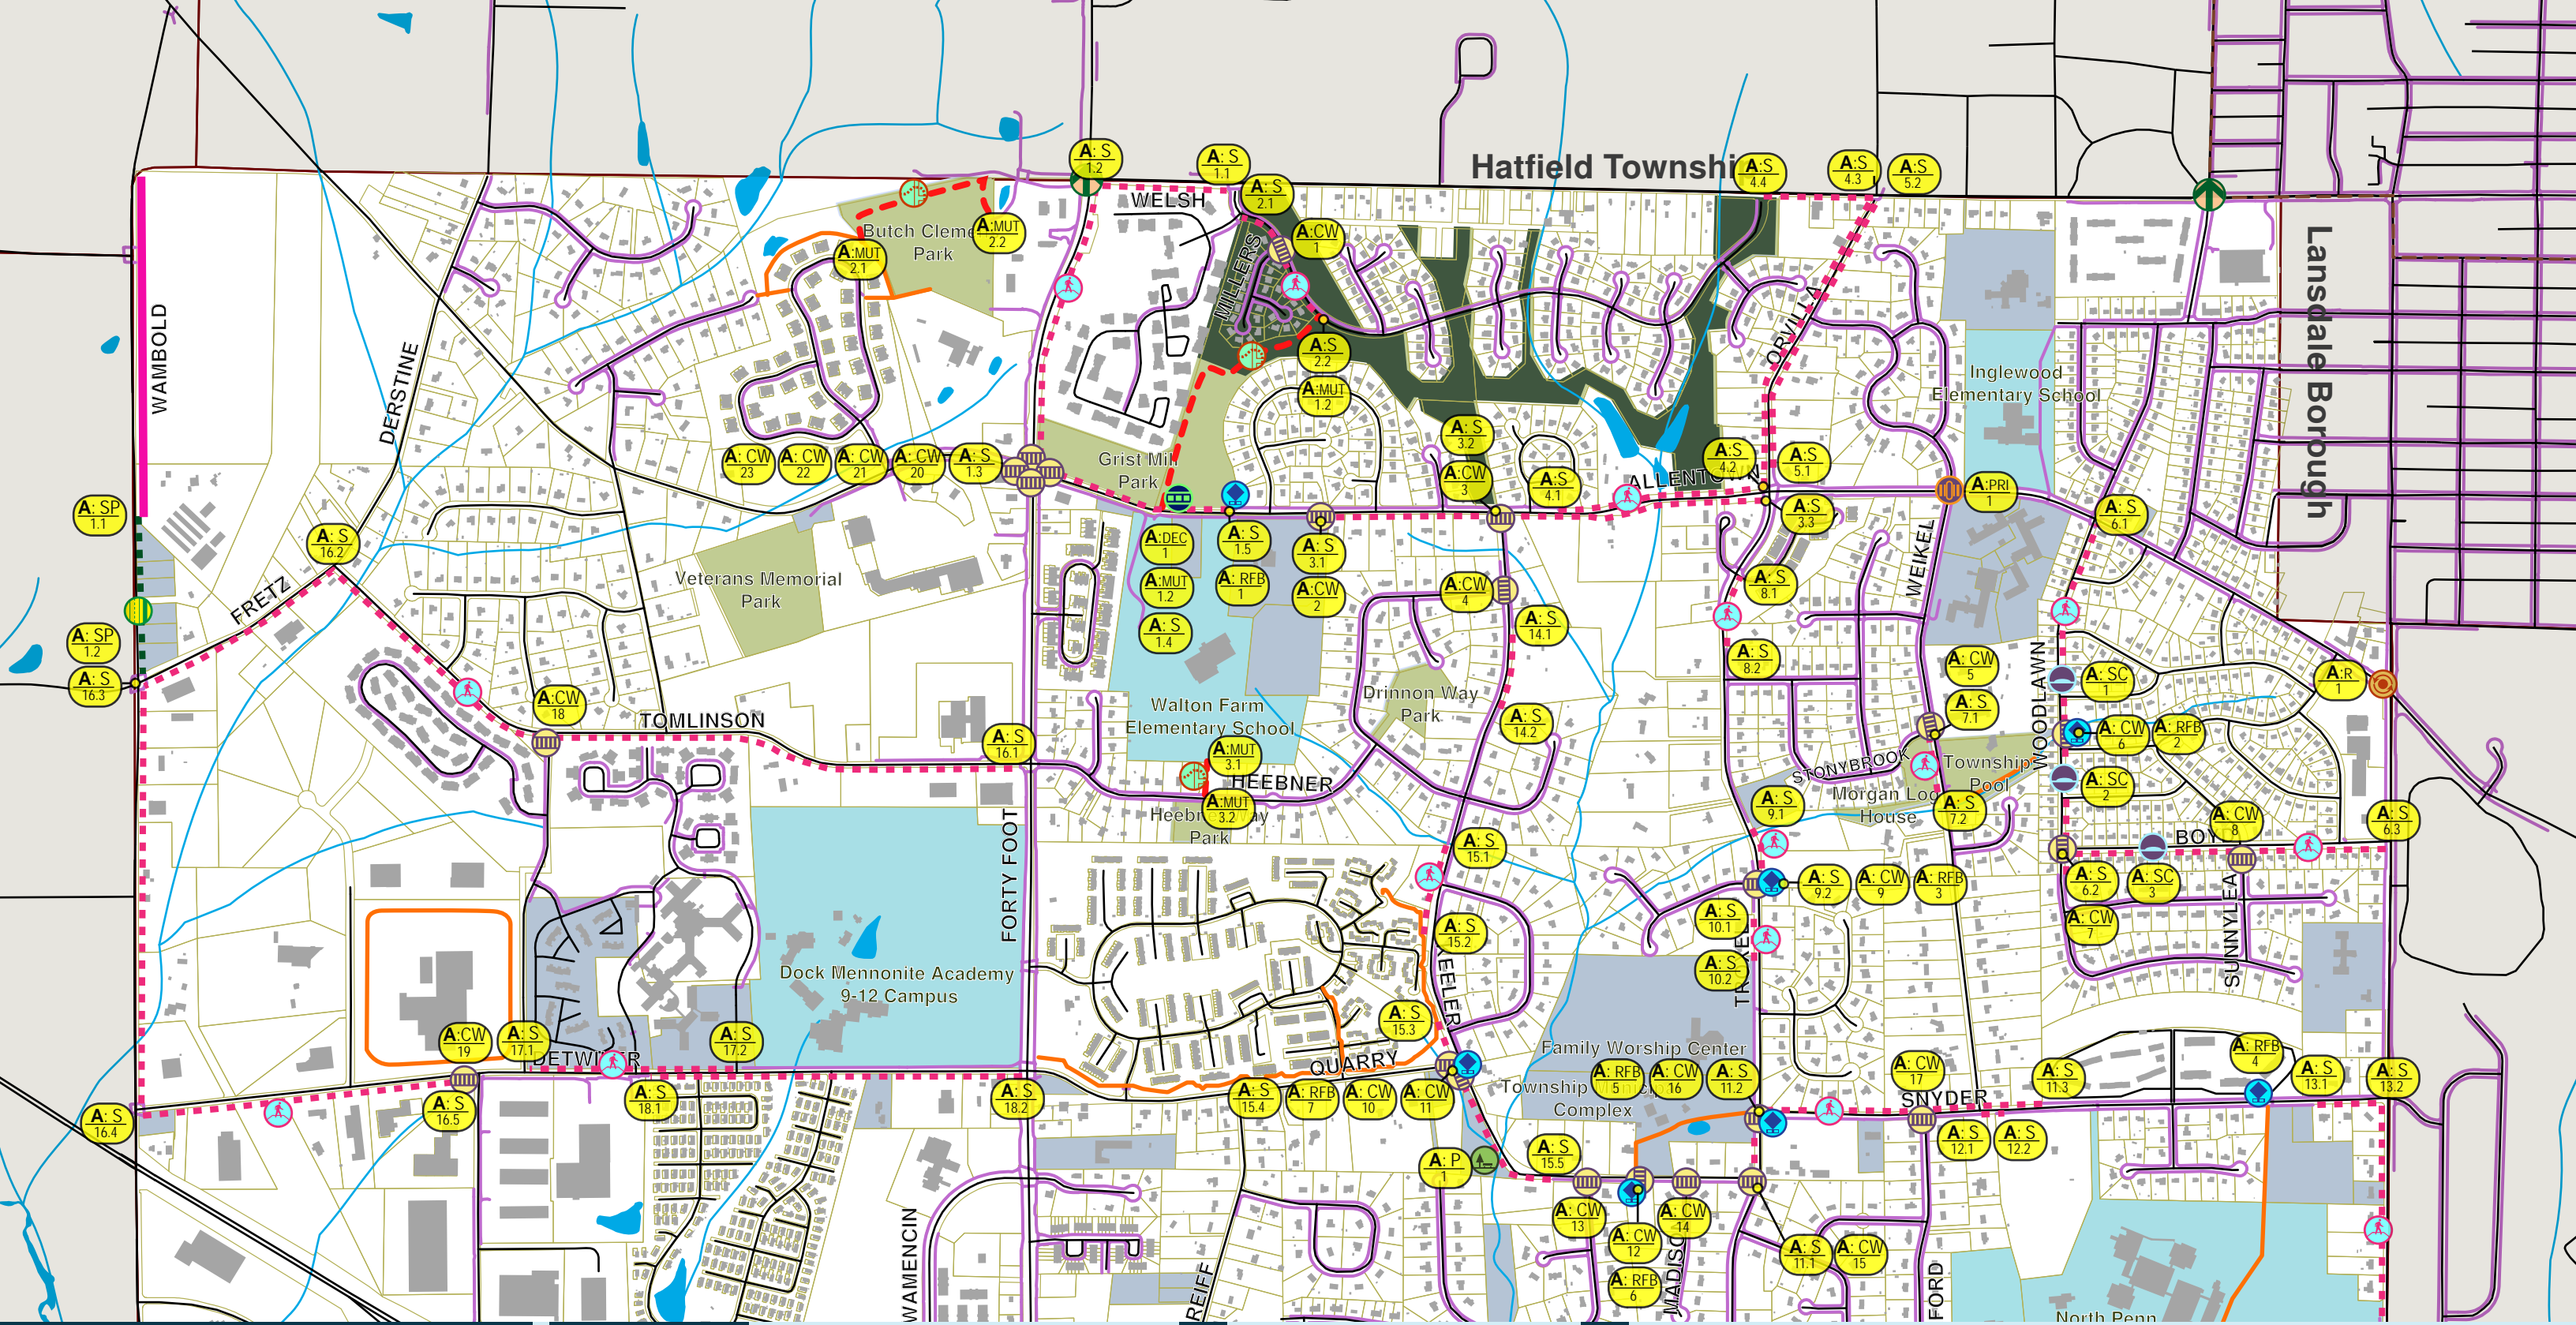 A: S
1.2
A: S
1.1
Hatfield Township
A:S
4.4
A:S
4.3
A:S
5.2
WELSH
A: S
2.1
A:MUT
2.2
Butch Cleme
Park
A:MUT
2.1
A:CW
1
MILLERS
Lansdale Borough
WAMBOLD
DERSTINE
ORVILLA
A:S
2.2
A:MUT
1.2
Inglewood
Elementary School
A: S
3.2
A:CW
3
A: S
4.1
A: CW
23
A: CW
22
A: CW
21
A: CW
20
A: S
1.3
Grist Mill
Park
ALLENTOWN
A:S
4.2
A:S
5.1
A:PRI
1
A: SP
1.1
A: S
16.2
A:S
3.3
A: S
6.1
A:DEC
1
A: S
1.5
A: S
3.1
A:MUT
1.2
A: RFB
1
A:CW
2
A:CW
4
A: S
8.1
WEIKEL
Veterans Memorial
Park
FRETZ
A: S
1.4
A: S
14.1
A: SP
1.2
A: S
16.3
A: S
8.2
A: CW
5
A: S
7.1
WOODLAWN
A: SC
1
A:R
1
A:CW
18
TOMLINSON
Walton Farm
Elementary School
Drinnon Way
Park
A: S
14.2
A: S
16.1
A: CW
6
A: RFB
2
A:MUT
3.1
HEEBNER
STONYBROOK
Township
Pool
A: SC
2
A:MUT
3.2
Park
A: S
9.1
Morgan Log
House
A: S
7.2
A: CW
8
BOYD
A: S
6.3
FORTY FOOT
A: S
15.1
A: S
9.2
A: CW
9
A: RFB
3
A: S
6.2
A: SC
3
A: CW
7
SUNNYLEA
A: S
10.1
A: S
15.2
A: S
10.2
Dock Mennonite Academy
9-12 Campus
A: S
15.3
A:CW
19
A: S
17.1
A: S
17.2
DETWILER
QUARRY
Family Worship Center
A: RFB
5
A: CW
16
A: S
11.2
Township
Complex
A: CW
17
SNYDER
A: S
11.3
A: RFB
4
A: S
13.1
A: S
13.2
A: S
16.4
A: S
16.5
A: S
18.1
A: S
18.2
A: S
15.4
A: RFB
7
A: CW
10
A: CW
11
A: S
12.1
A: S
12.2
A: P
1
A: S
15.5
A: CW
13
A: CW
14
A: CW
12
A: RFB
6
A: S
11.1
A: CW
15
WAMENCIN
REIFF
FORD
North Penn